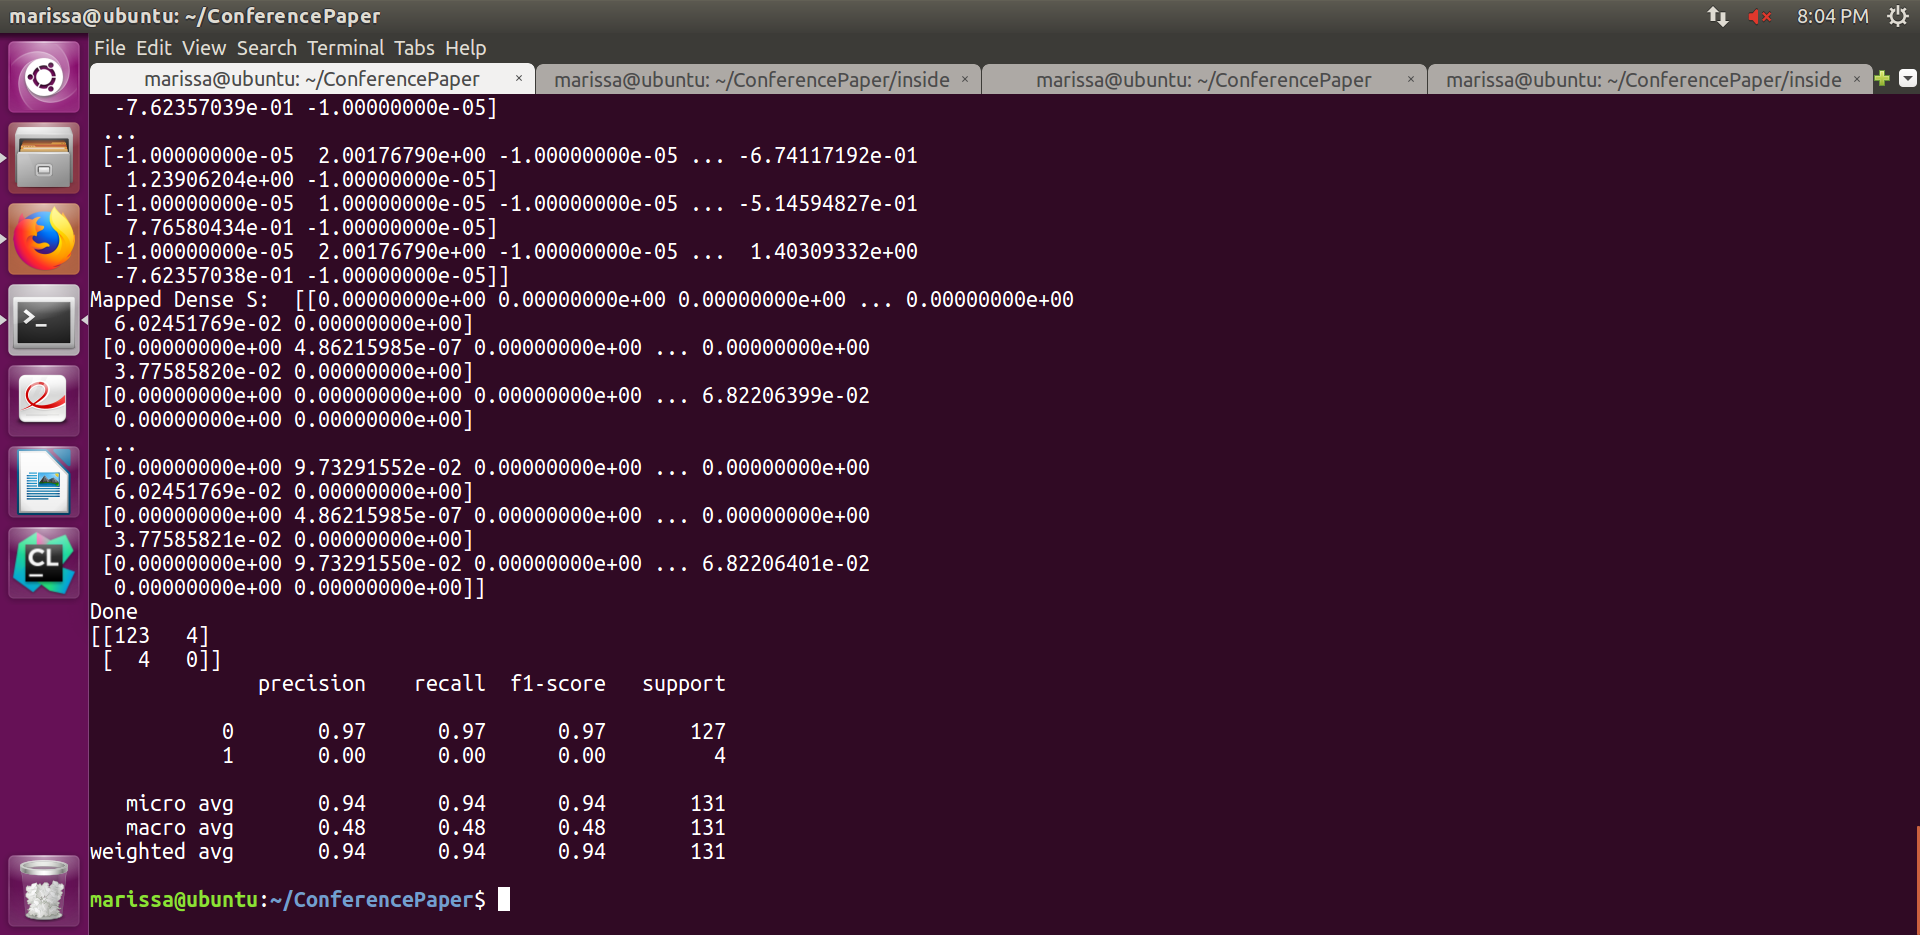 marissa@ubuntu: ~/ConferencePaper 8:04 PM
File Edit View Search Terminal Tabs Help
marissa@ubuntu: ~/ConferencePaper × marissa@ubuntu: ~/ConferencePaper/inside × marissa@ubuntu: ~/ConferencePaper × marissa@ubuntu: ~/ConferencePaper/inside ×
  -7.62357039e-01 -1.00000000e-05]
 ...
 [-1.00000000e-05  2.00176790e+00 -1.00000000e-05 ... -6.74117192e-01
   1.23906204e+00 -1.00000000e-05]
 [-1.00000000e-05  1.00000000e-05 -1.00000000e-05 ... -5.14594827e-01
   7.76580434e-01 -1.00000000e-05]
 [-1.00000000e-05  2.00176790e+00 -1.00000000e-05 ...  1.40309332e+00
  -7.62357038e-01 -1.00000000e-05]]
Mapped Dense S:  [[0.00000000e+00 0.00000000e+00 0.00000000e+00 ... 0.00000000e+00
  6.02451769e-02 0.00000000e+00]
 [0.00000000e+00 4.86215985e-07 0.00000000e+00 ... 0.00000000e+00
  3.77585820e-02 0.00000000e+00]
 [0.00000000e+00 0.00000000e+00 0.00000000e+00 ... 6.82206399e-02
  0.00000000e+00 0.00000000e+00]
 ...
 [0.00000000e+00 9.73291552e-02 0.00000000e+00 ... 0.00000000e+00
  6.02451769e-02 0.00000000e+00]
 [0.00000000e+00 4.86215985e-07 0.00000000e+00 ... 0.00000000e+00
  3.77585821e-02 0.00000000e+00]
 [0.00000000e+00 9.73291550e-02 0.00000000e+00 ... 6.82206401e-02
  0.00000000e+00 0.00000000e+00]]
Done
[[123   4]
 [  4   0]]
              precision    recall  f1-score   support
           0       0.97      0.97      0.97       127
           1       0.00      0.00      0.00         4
   micro avg       0.94      0.94      0.94       131
   macro avg       0.48      0.48      0.48       131
weighted avg       0.94      0.94      0.94       131
marissa@ubuntu:~/ConferencePaper$
CL